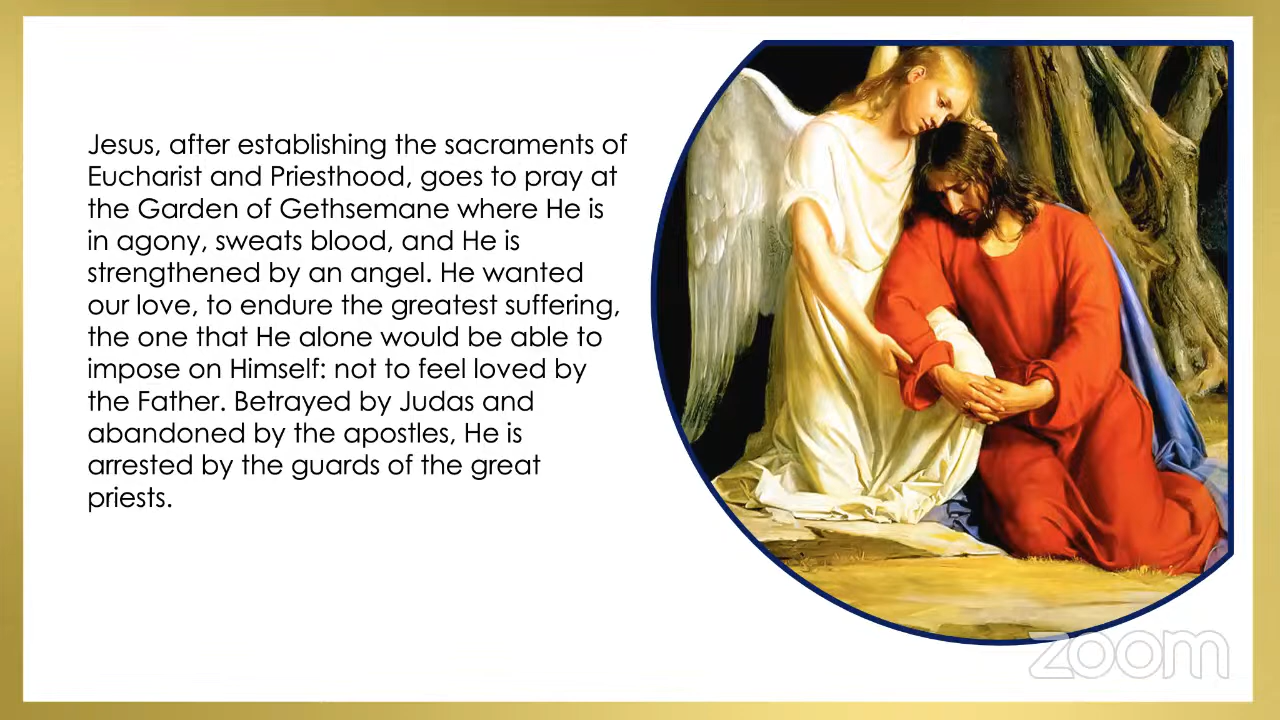 Jesus, after establishing the sacraments of
Eucharist and Priesthood, goes to pray at
the Garden of Gethsemane where He is
in agony, sweats blood, and He is
strengthened by an angel. He wanted
our love, to endure the greatest suffering,
the one that He alone would be able to
impose on Himself: not to feel loved by
the Father. Betrayed by Judas and
abandoned by the apostles, He is
arrested by the guards of the great
priests.
zoom